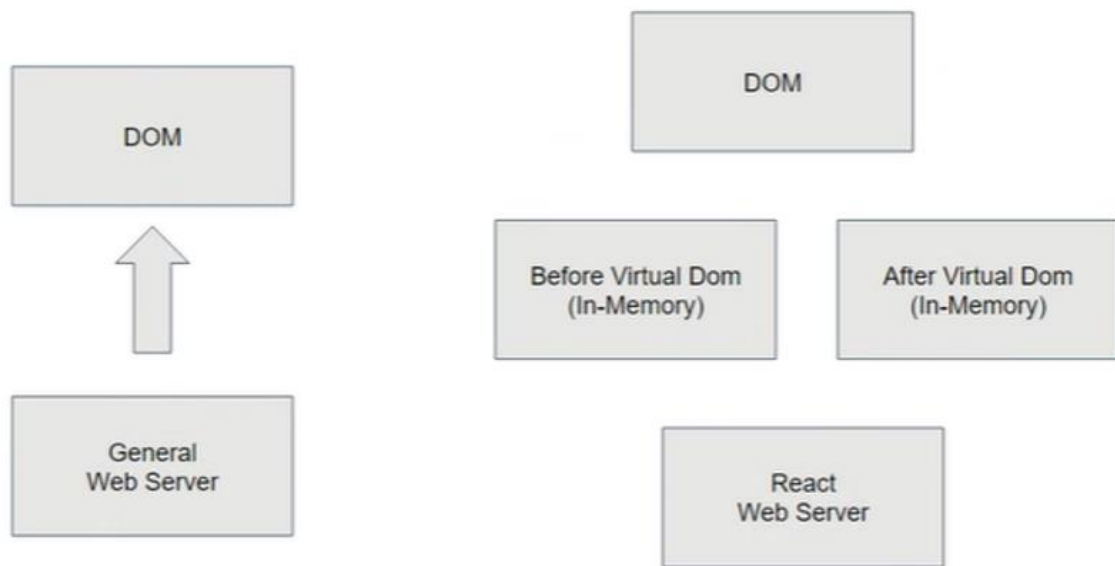 DOM
General
Web Server
DOM
Before Virtual Dom
(In-Memory)
After Virtual Dom
(In-Memory)
React
Web Server